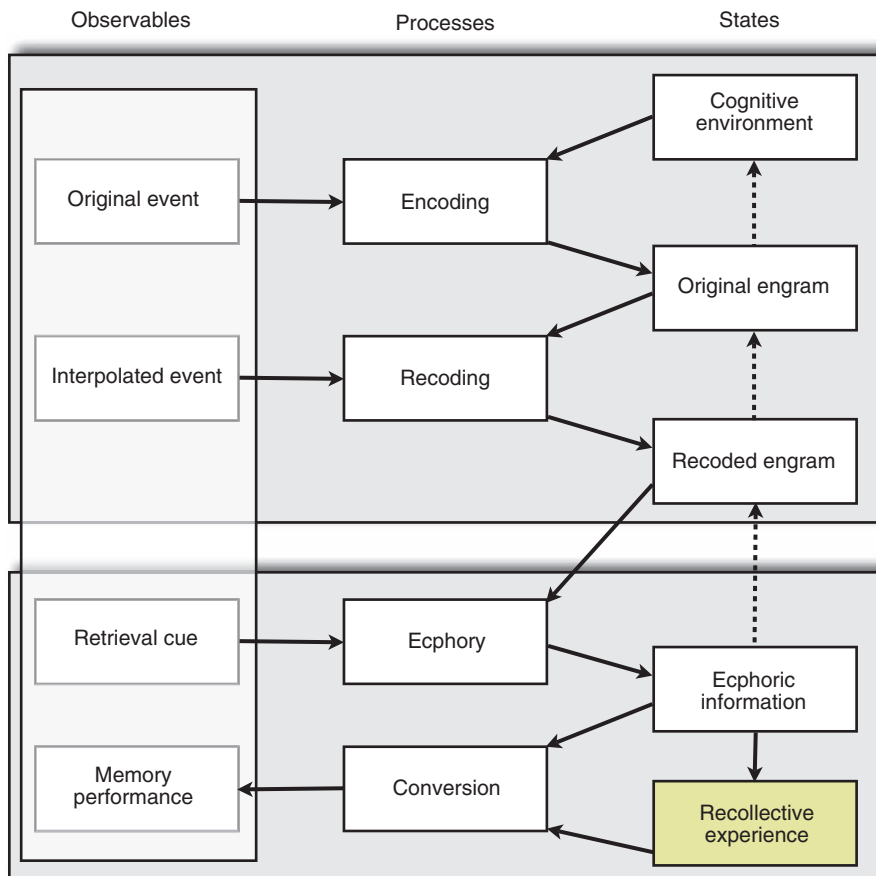 Observables
Processes
States
Cognitive
environment
Original event
Encoding
Original engram
Interpolated event
Recoding
Recoded engram
Retrieval cue
Ecphory
Ecphoric
information
Memory
performance
Conversion
Recollective
experience